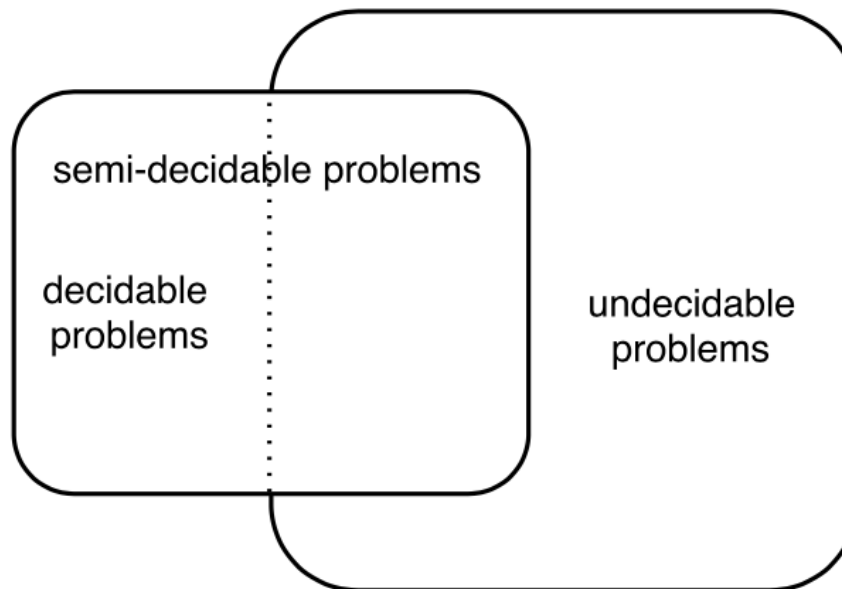 semi-decidable problems
decidable
problems
undecidable
problems